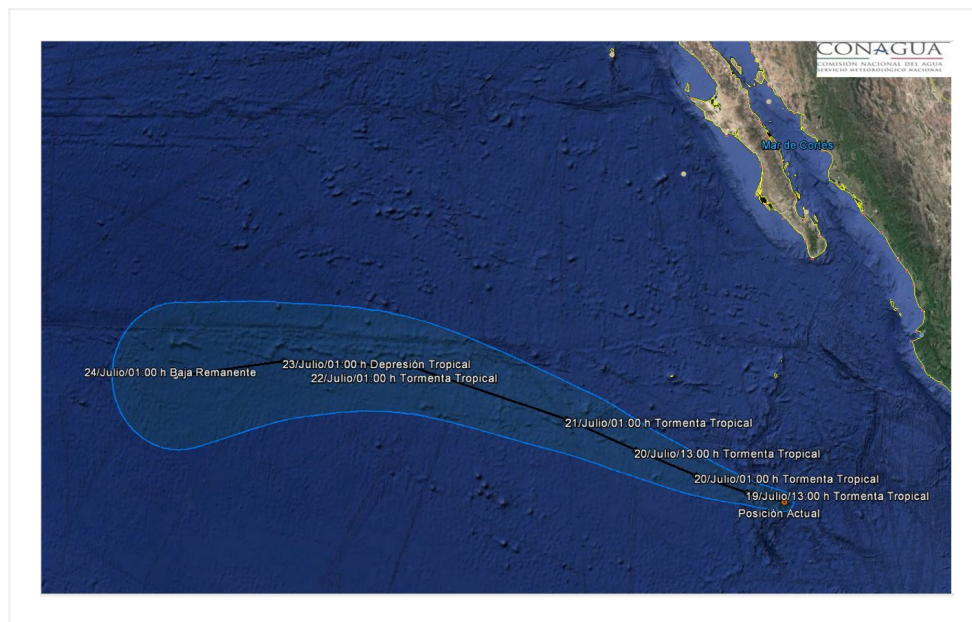 CONAGUA
COMISIÓN NACIONAL DEL AGUA
SERVICIO METEOROLÓGICO NACIONAL
Mar de Cortés
23/Julio/01:00 h Depresión Tropical
24/Julio/01:00 h Baja Remanente
22/Julio/01:00 h Tormenta Tropical
21/Julio/01:00 h Tormenta Tropical
20/Julio/13:00 h Tormenta Tropical
20/Julio/01:00 h Tormenta Tropical
19/Julio/13:00 h Tormenta Tropical
Posición Actual